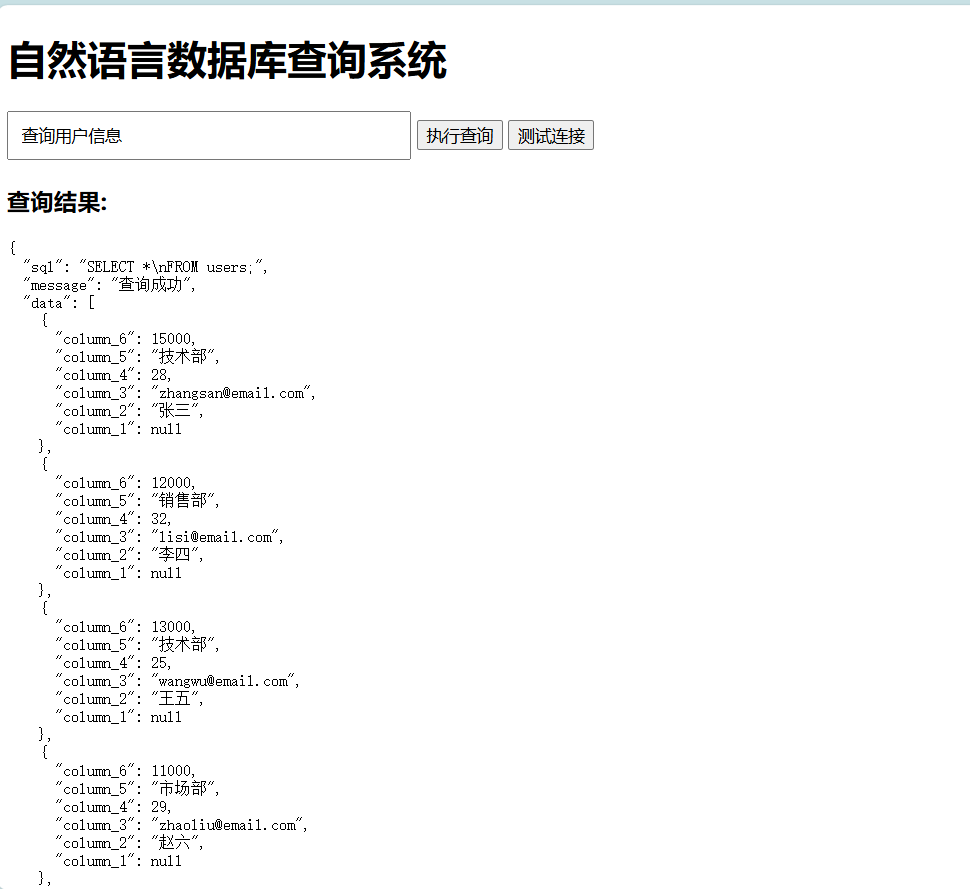 自然语言数据库查询系统
查询用户信息 执行查询 测试连接
查询结果:
{
  "sql": "SELECT *\nFROM users;",
  "message": "查询成功",
  "data": [
    {
      "column_6": 15000,
      "column_5": "技术部",
      "column_4": 28,
      "column_3": "zhangsan@email.com",
      "column_2": "张三",
      "column_1": null
    },
    {
      "column_6": 12000,
      "column_5": "销售部",
      "column_4": 32,
      "column_3": "lisi@email.com",
      "column_2": "李四",
      "column_1": null
    },
    {
      "column_6": 13000,
      "column_5": "技术部",
      "column_4": 25,
      "column_3": "wangwu@email.com",
      "column_2": "王五",
      "column_1": null
    },
    {
      "column_6": 11000,
      "column_5": "市场部",
      "column_4": 29,
      "column_3": "zhaoliu@email.com",
      "column_2": "赵六",
      "column_1": null
    },